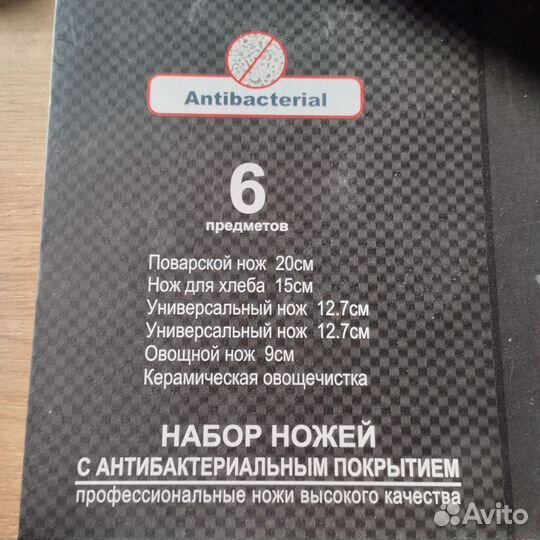 Antibacterial
6
предметов
Поварской нож 20см
Нож для хлеба 15см
Универсальный нож 12.7см
Универсальный нож 12.7см
Овощной нож 9см
Керамическая овощечистка
НАБОР НОЖЕЙ
С АНТИБАКТЕРИАЛЬНЫМ ПОКРЫТИЕМ
профессиональные ножи высокого качества
Avito